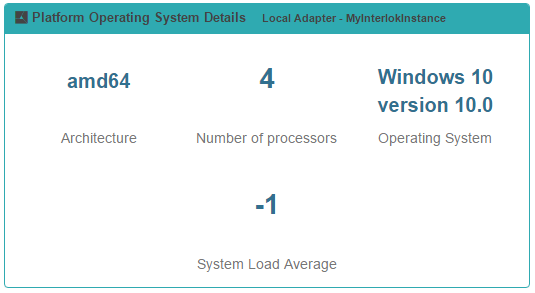 Platform Operating System Details Local Adapter - MyInterlokInstance
amd64
Architecture
4
Number of processors
Windows 10
version 10.0
Operating System
-1
System Load Average